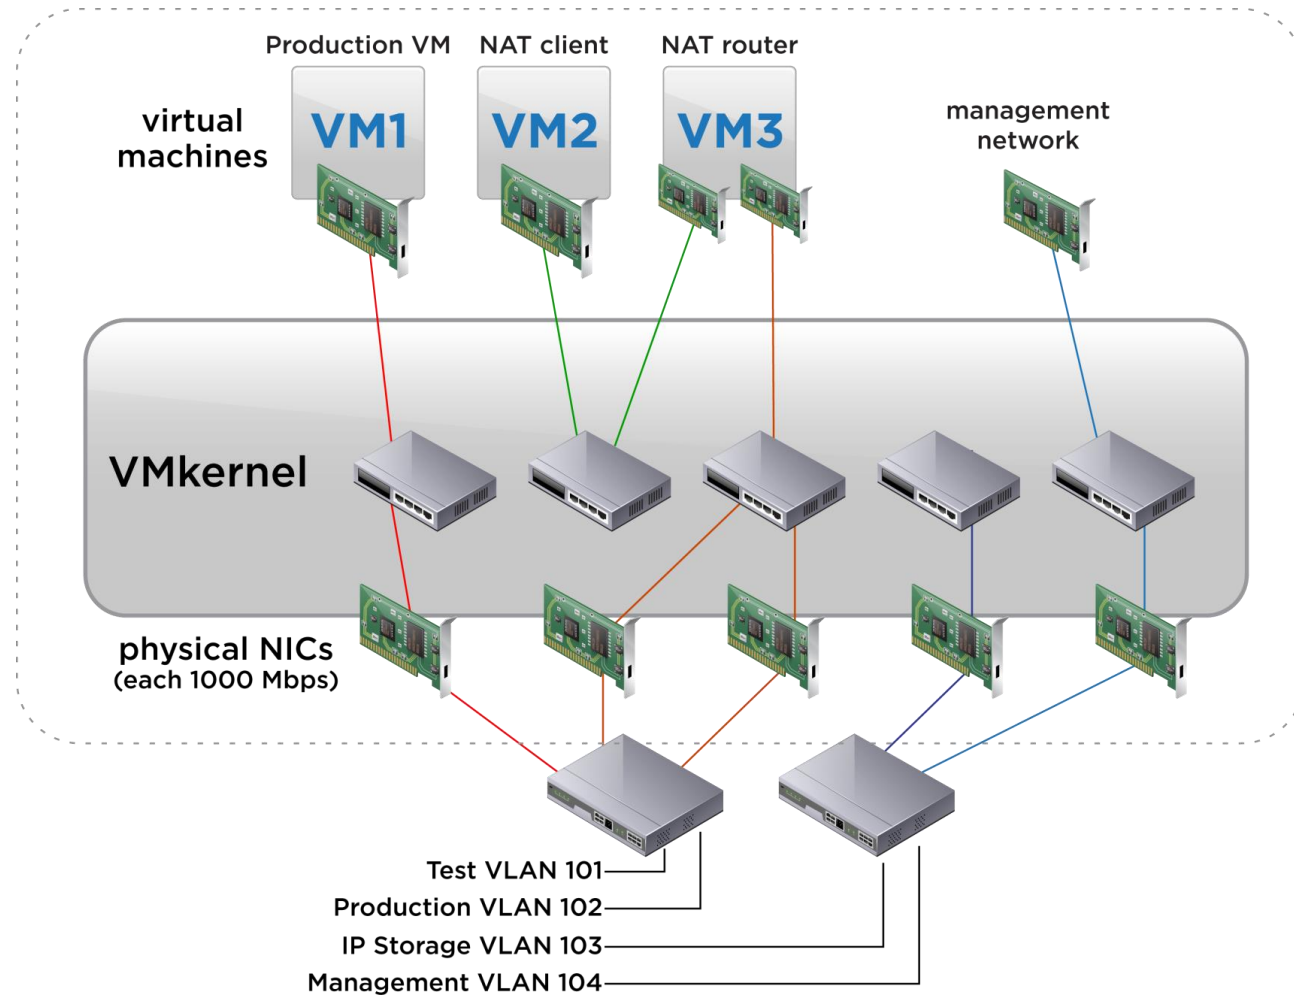 Production VM
NAT client
NAT router
virtual
machines
VM1
VM2
VM3
management
network
VMkernel
physical NICs
(each 1000 Mbps)
Test VLAN 101
Production VLAN 102
IP Storage VLAN 103
Management VLAN 104